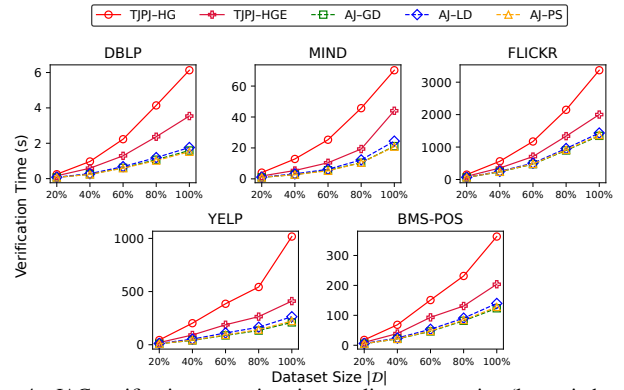 TJPJ–HG TJPJ–HGE AJ–GD AJ–LD AJ–PS
DBLP MIND FLICKR
6 4 2 0
60 40 20 0
3000 2000 1000 0
20% 40% 60% 80% 100% 20% 40% 60% 80% 100% 20% 40% 60% 80% 100%
Verification Time (s)
YELP BMS-POS
1000 500 0
300 200 100 0
20% 40% 60% 80% 100% 20% 40% 60% 80% 100%
Dataset Size |𝒟|